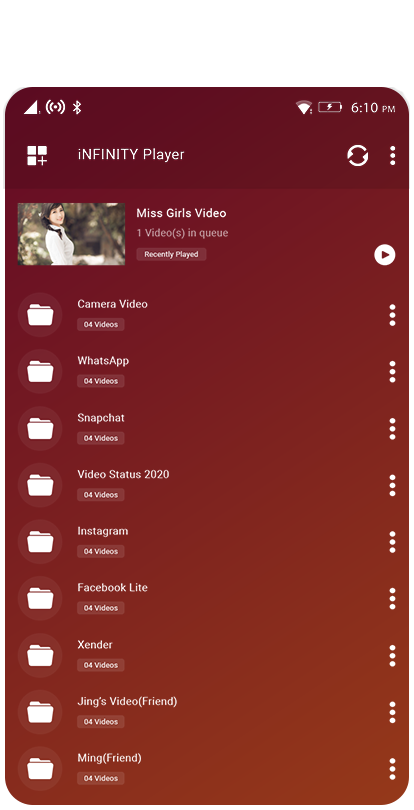 6:10 PM
iNFINITY Player
Miss Girls Video
1 Video(s) in queue
Recently Played
Camera Video
04 Videos
WhatsApp
04 Videos
Snapchat
04 Videos
Video Status 2020
04 Videos
Instagram
04 Videos
Facebook Lite
04 Videos
Xender
04 Videos
Jing's Video(Friend)
04 Videos
Ming(Friend)
04 Videos